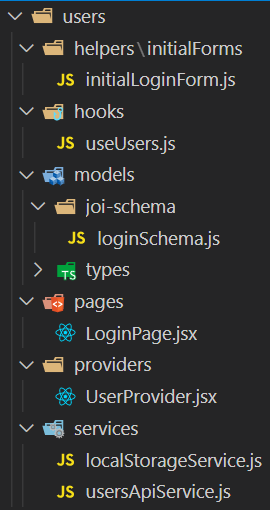 users
helpers\initialForms
JS initialLoginForm.js
hooks
JS useUsers.js
models
joi-schema
JS loginSchema.js
TS types
pages
LoginPage.jsx
providers
UserProvider.jsx
services
JS localStorageService.js
JS usersApiService.js